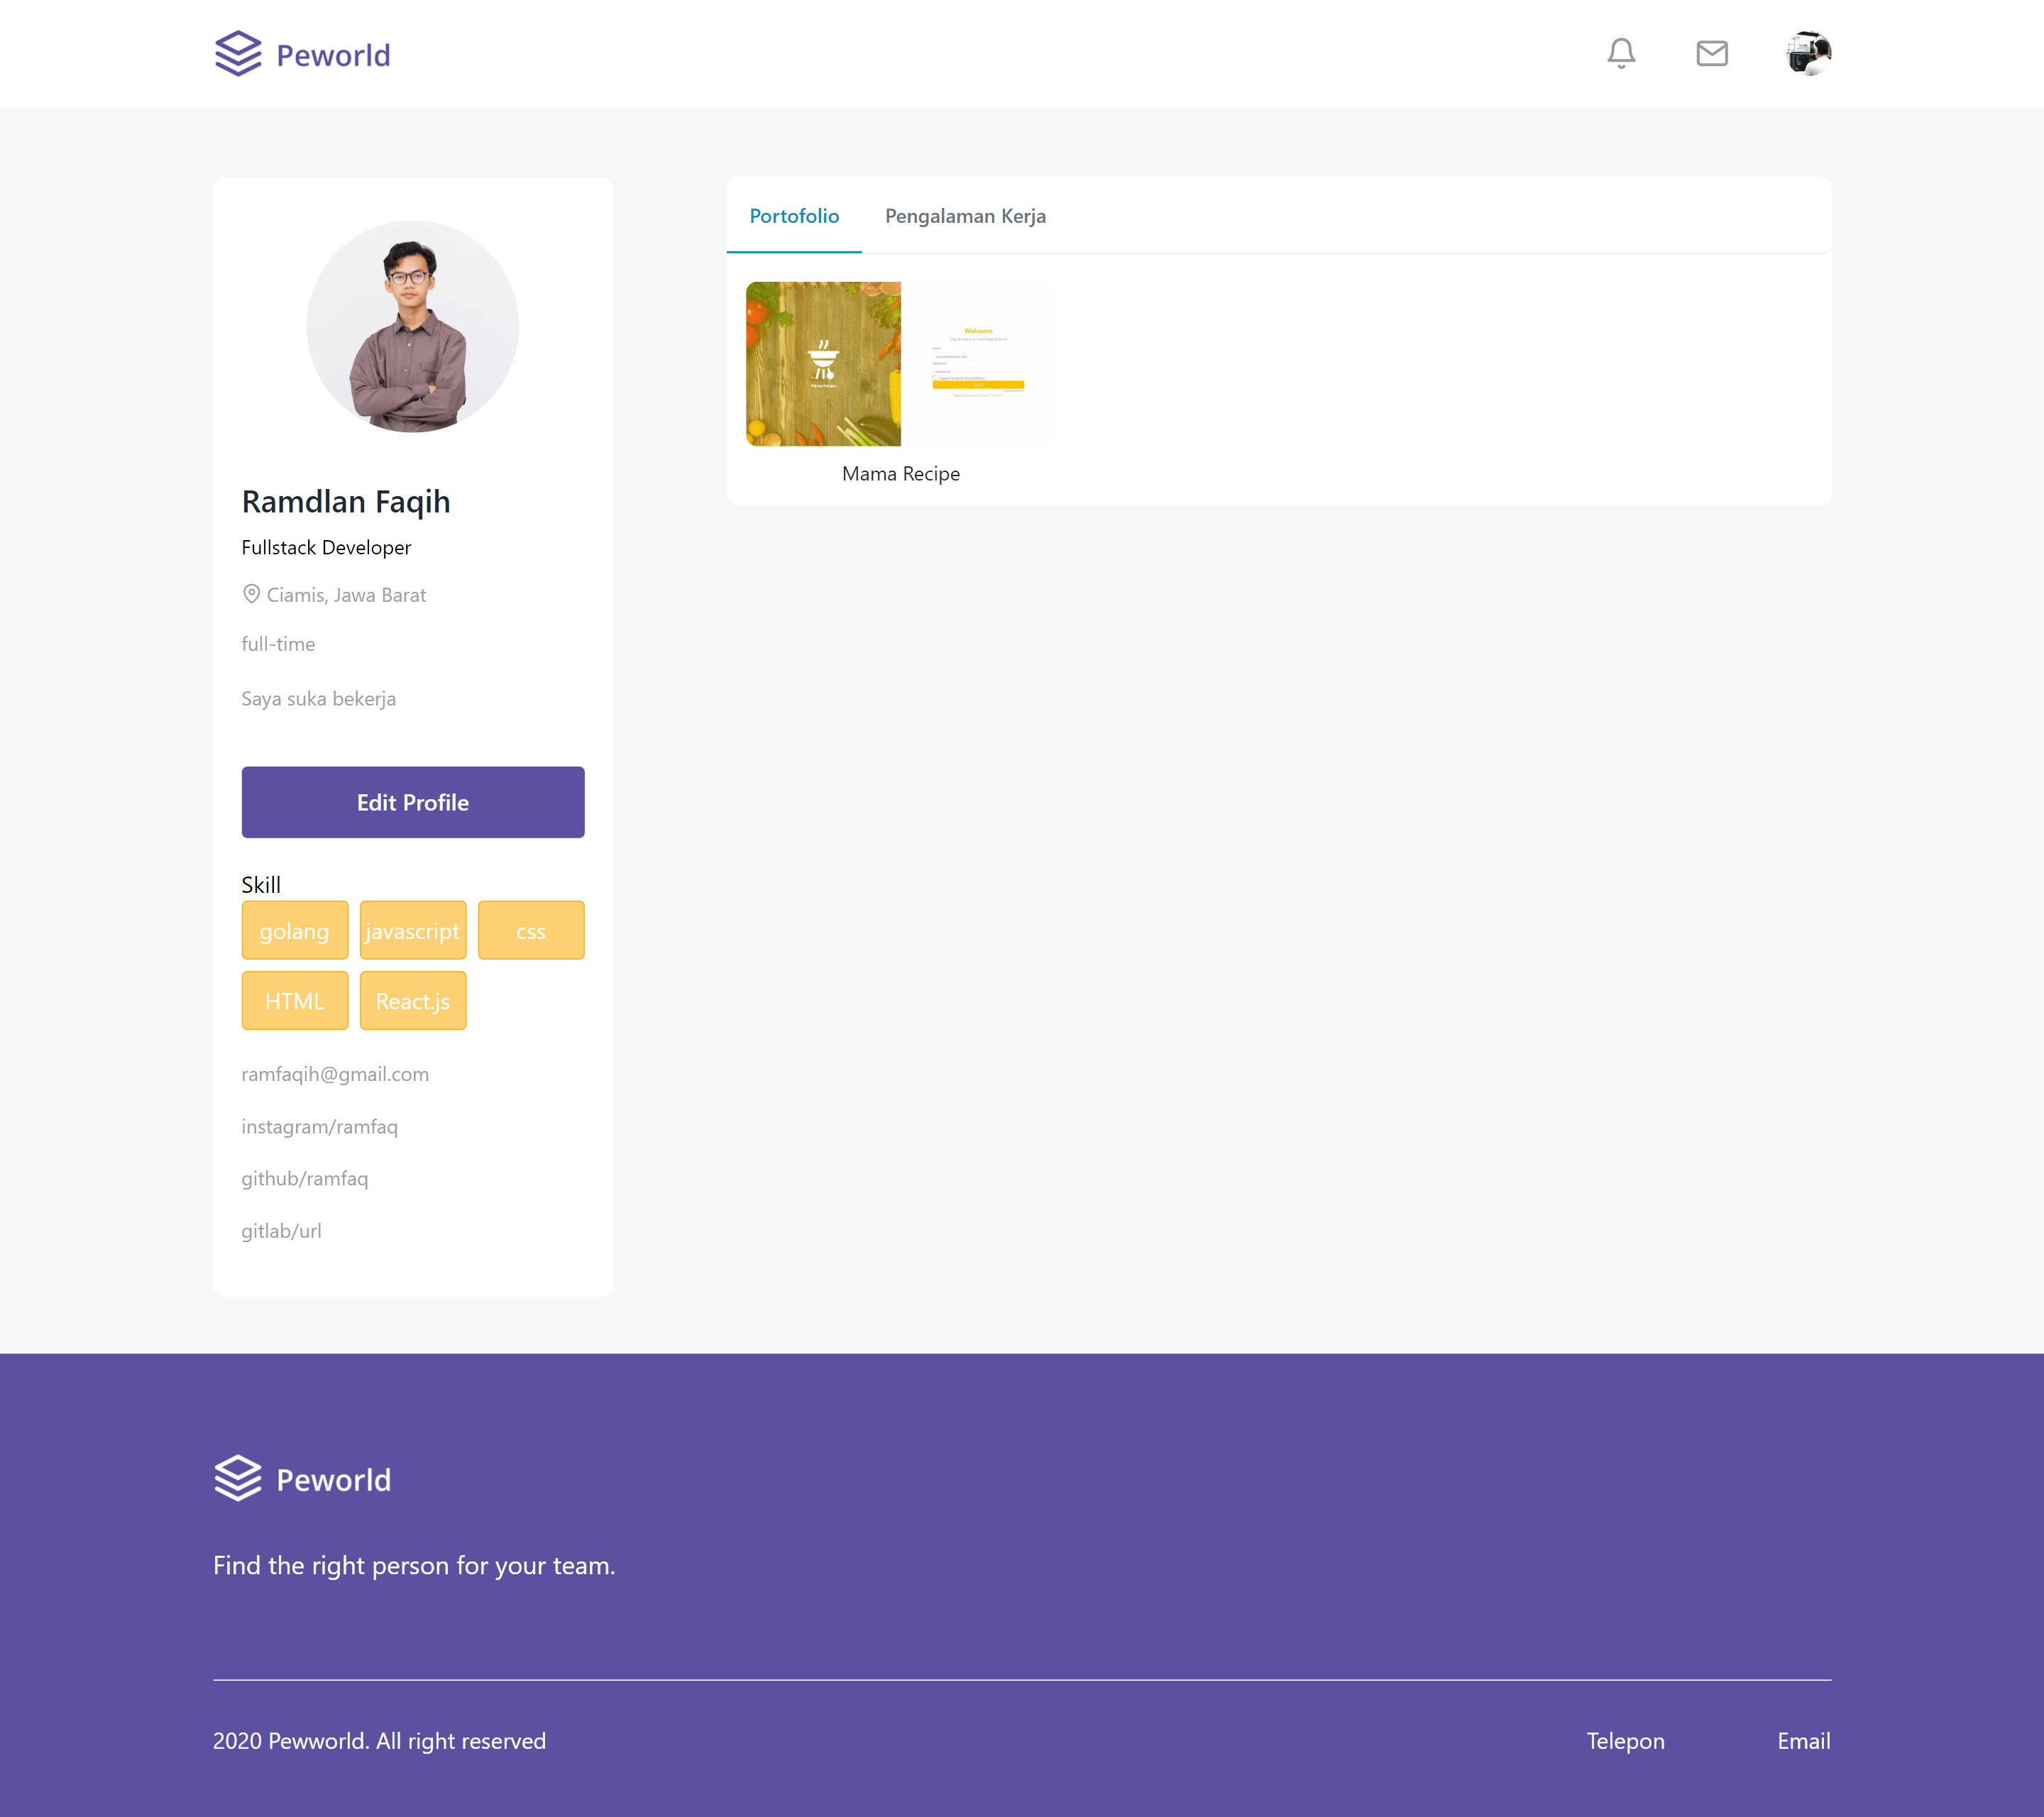 Peworld
Portofolio
Pengalaman Kerja
Welcome
Mama Recipe
Mama Recipe
Ramdlan Faqih
Fullstack Developer
Ciamis, Jawa Barat
full-time
Saya suka bekerja
Edit Profile
Skill
golang
javascript
css
HTML
React.js
ramfaqih@gmail.com
instagram/ramfaq
github/ramfaq
gitlab/url
Peworld
Find the right person for your team.
2020 Pewworld. All right reserved
Telepon
Email